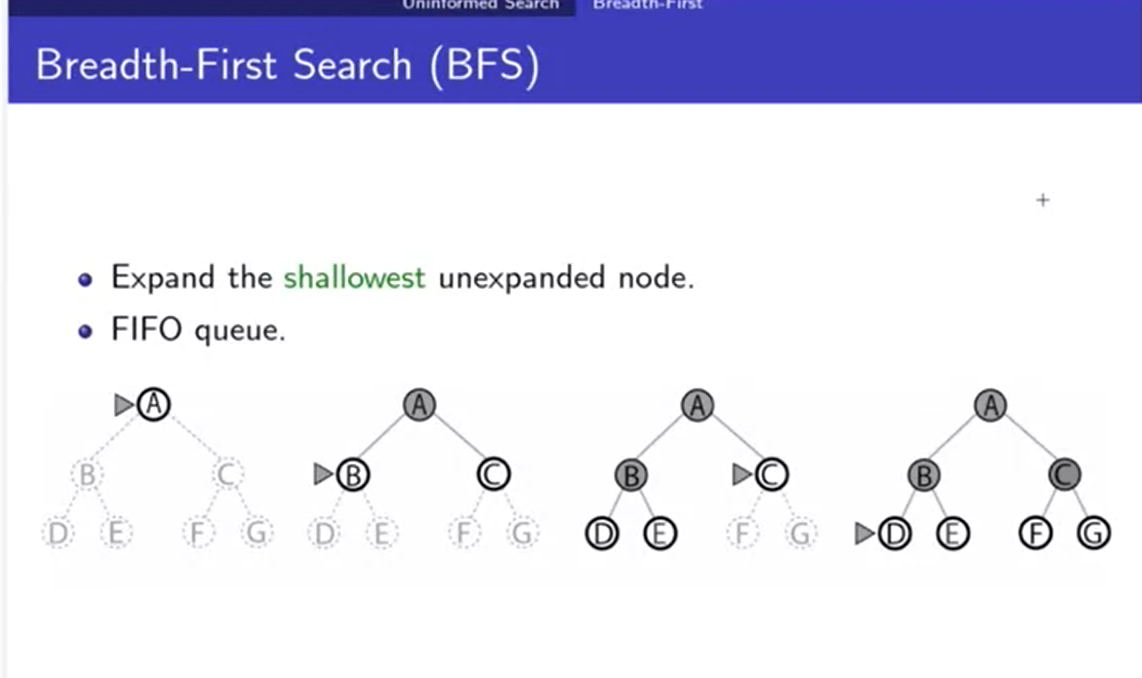 Uninformed Search Breadth-First
Breadth-First Search (BFS)
Expand the shallowest unexpanded node.
FIFO queue.
A A A A
B C B C B C B C
D E F G D E F G D E F G D E F G